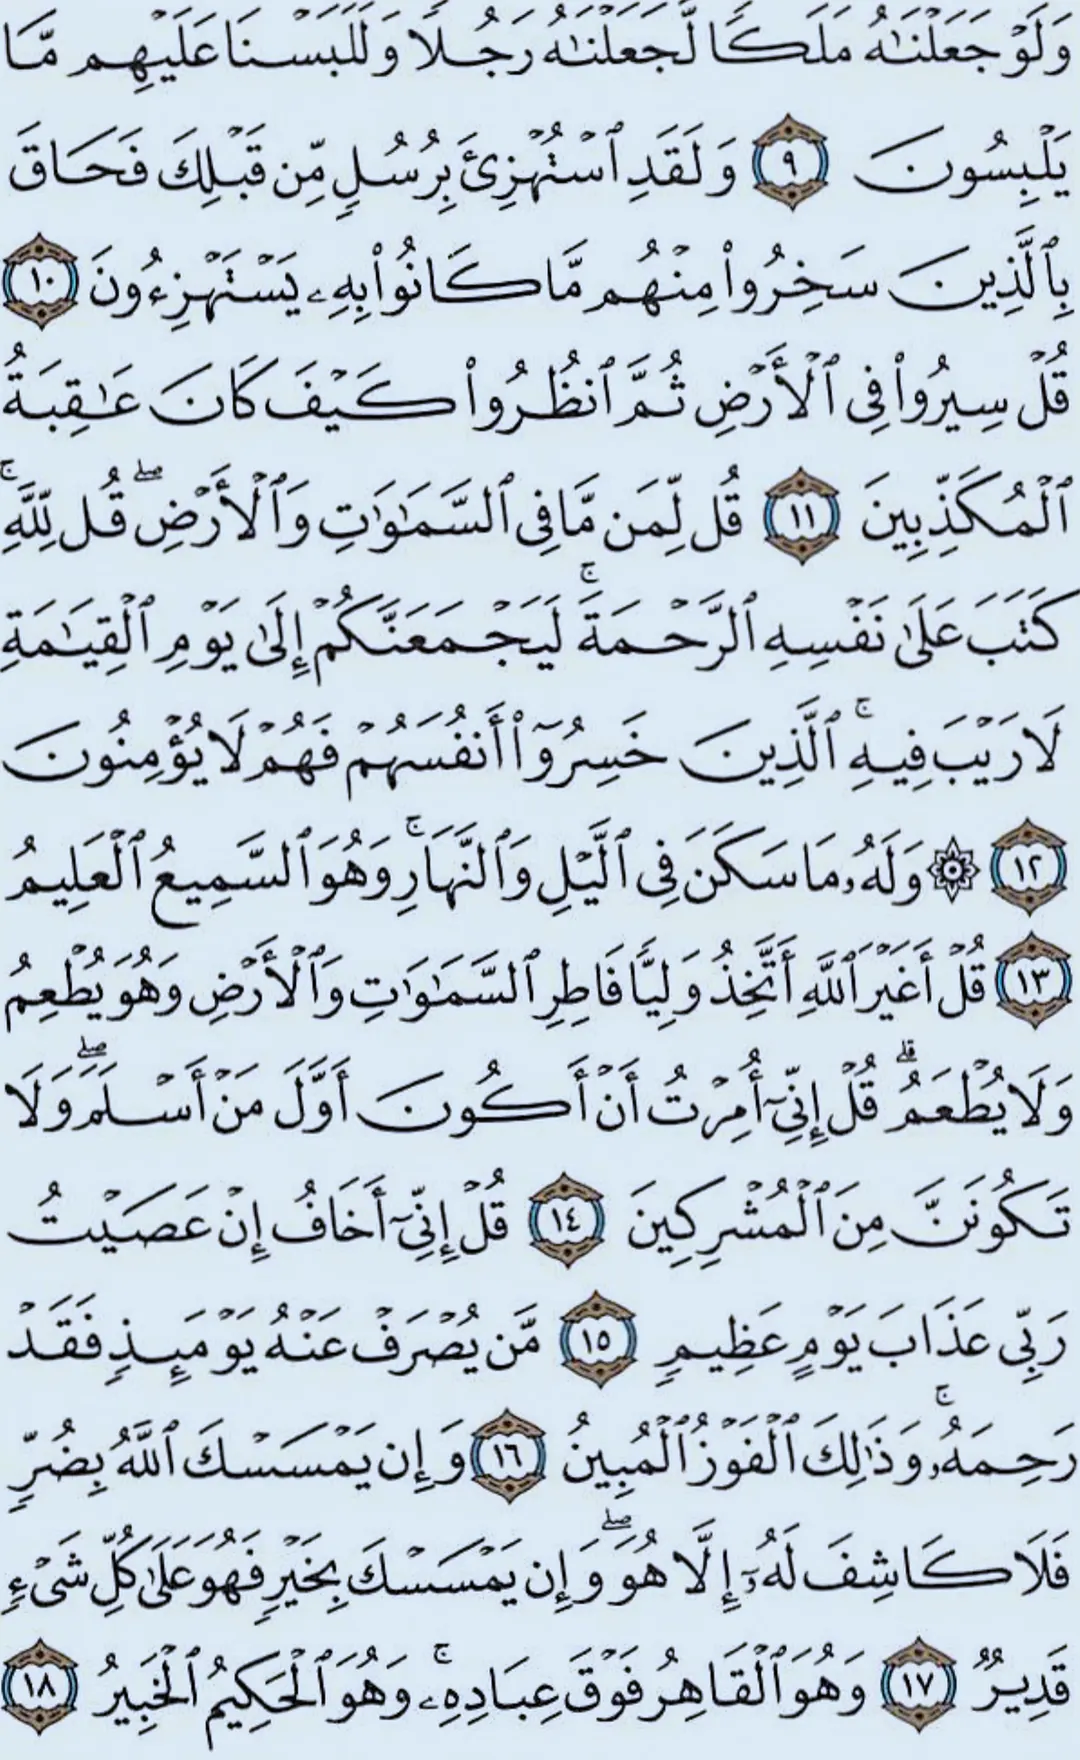 وَلَوْ جَعَلْنَـٰهُ مَلَكًا لَّجَعَلْنَـٰهُ رَجُلًا وَلَلَبَسْنَا عَلَيْهِم مَّا
يَلْبِسُونَ ٩ وَلَقَدِ ٱسْتُهْزِئَ بِرُسُلٍ مِّن قَبْلِكَ فَحَاقَ
بِٱلَّذِينَ سَخِرُوا۟ مِنْهُم مَّا كَانُوا۟ بِهِۦ يَسْتَهْزِءُونَ ١٠
قُلْ سِيرُوا۟ فِى ٱلْأَرْضِ ثُمَّ ٱنظُرُوا۟ كَيْفَ كَانَ عَـٰقِبَةُ
ٱلْمُكَذِّبِينَ ١١ قُل لِّمَن مَّا فِى ٱلسَّمَـٰوَٰتِ وَٱلْأَرْضِ ۖ قُل لِّلَّهِ ۚ
كَتَبَ عَلَىٰ نَفْسِهِ ٱلرَّحْمَةَ ۚ لَيَجْمَعَنَّكُمْ إِلَىٰ يَوْمِ ٱلْقِيَـٰمَةِ
لَا رَيْبَ فِيهِ ۚ ٱلَّذِينَ خَسِرُوٓا۟ أَنفُسَهُمْ فَهُمْ لَا يُؤْمِنُونَ
١٢ ۞ وَلَهُۥ مَا سَكَنَ فِى ٱلَّيْلِ وَٱلنَّهَارِ ۚ وَهُوَ ٱلسَّمِيعُ ٱلْعَلِيمُ
١٣ قُلْ أَغَيْرَ ٱللَّهِ أَتَّخِذُ وَلِيًّا فَاطِرِ ٱلسَّمَـٰوَٰتِ وَٱلْأَرْضِ وَهُوَ يُطْعِمُ
وَلَا يُطْعَمُ ۗ قُلْ إِنِّىٓ أُمِرْتُ أَنْ أَكُونَ أَوَّلَ مَنْ أَسْلَمَ ۖ وَلَا
تَكُونَنَّ مِنَ ٱلْمُشْرِكِينَ ١٤ قُلْ إِنِّىٓ أَخَافُ إِنْ عَصَيْتُ
رَبِّى عَذَابَ يَوْمٍ عَظِيمٍ ١٥ مَّن يُصْرَفْ عَنْهُ يَوْمَئِذٍ فَقَدْ
رَحِمَهُۥ ۚ وَذَٰلِكَ ٱلْفَوْزُ ٱلْمُبِينُ ١٦ وَإِن يَمْسَسْكَ ٱللَّهُ بِضُرٍّ
فَلَا كَاشِفَ لَهُۥٓ إِلَّا هُوَ ۖ وَإِن يَمْسَسْكَ بِخَيْرٍ فَهُوَ عَلَىٰ كُلِّ شَىْءٍ
قَدِيرٌ ١٧ وَهُوَ ٱلْقَاهِرُ فَوْقَ عِبَادِهِۦ ۚ وَهُوَ ٱلْحَكِيمُ ٱلْخَبِيرُ ١٨